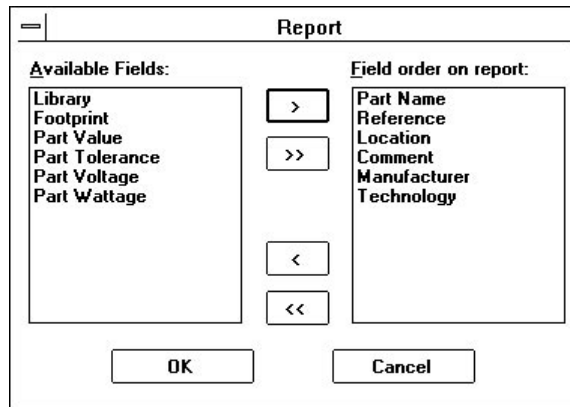 Report
Available Fields:
Library
Footprint
Part Value
Part Tolerance
Part Voltage
Part Wattage
>
>>
<
<<
Field order on report:
Part Name
Reference
Location
Comment
Manufacturer
Technology
OK
Cancel